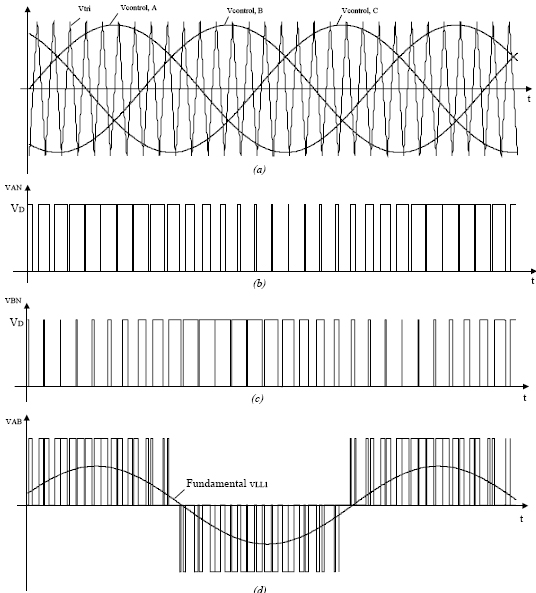 Vtri
Vcontrol, A
Vcontrol, B
Vcontrol, C
t
(a)
VAN
VD
t
(b)
VBN
VD
t
(c)
VAB
Fundamental VLL1
t
(d)